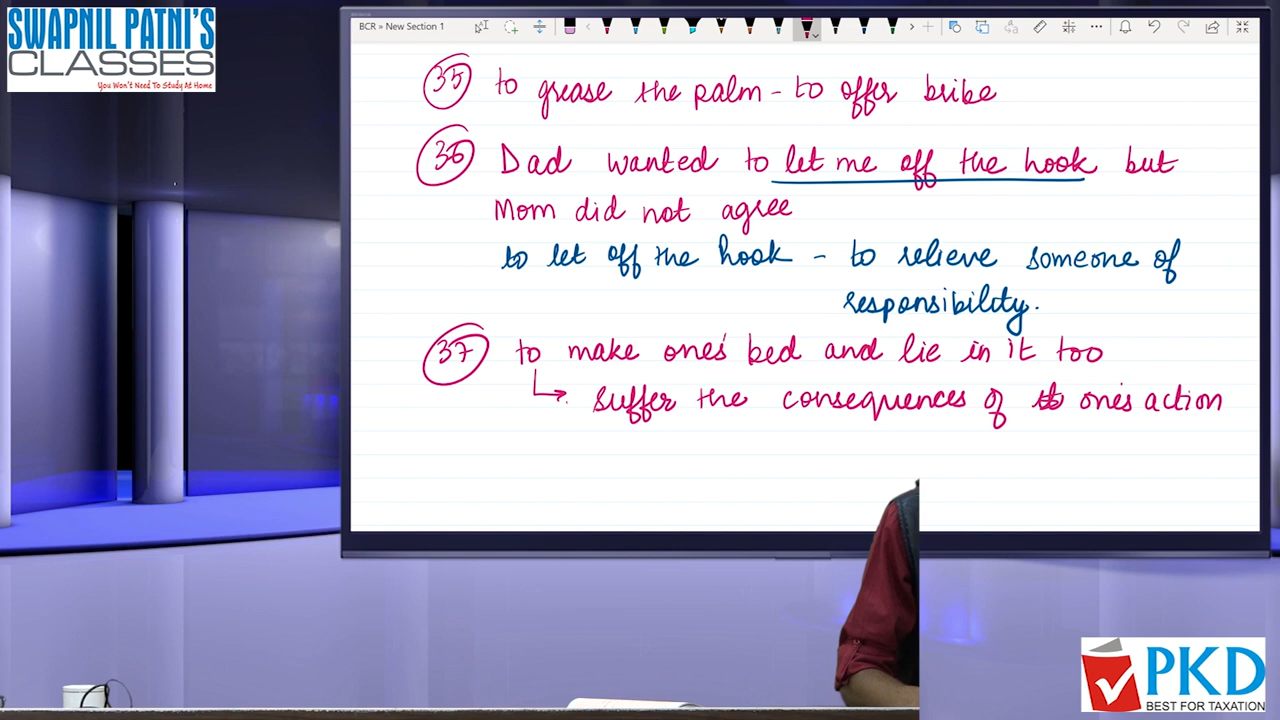 SWAPNIL PATNI'S
CLASSES
You Won't Need To Study At Home
BCR » New Section 1
35 to grease the palm - to offer bribe
36 Dad wanted to let me off the hook but
Mom did not agree
to let off the hook - to relieve someone of
responsibility.
37 to make one's bed and lie in it too
suffer the consequences of one's action
PKD
BEST FOR TAXATION